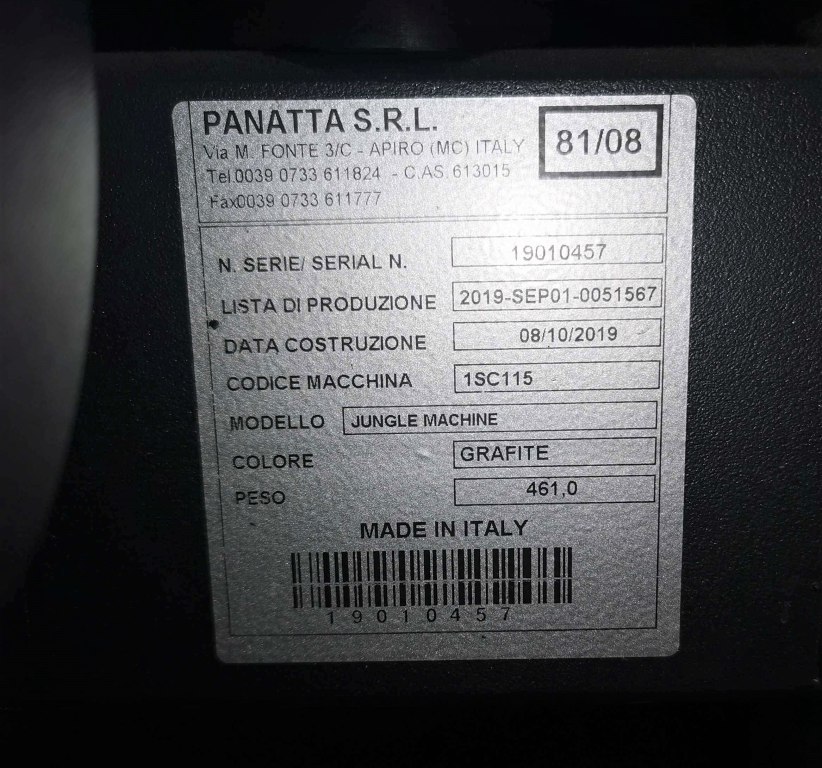 PANATTA S.R.L.
Via M. FONTE 3/C - APIRO (MC) ITALY
Tel.0039 0733 611824 - C.AS. 613015
Fax0039 0733 611777
81/08
N. SERIE/ SERIAL N. 19010457
LISTA DI PRODUZIONE 2019-SEP01-0051567
DATA COSTRUZIONE 08/10/2019
CODICE MACCHINA 1SC115
MODELLO JUNGLE MACHINE
COLORE GRAFITE
PESO 461,0
MADE IN ITALY
19010457